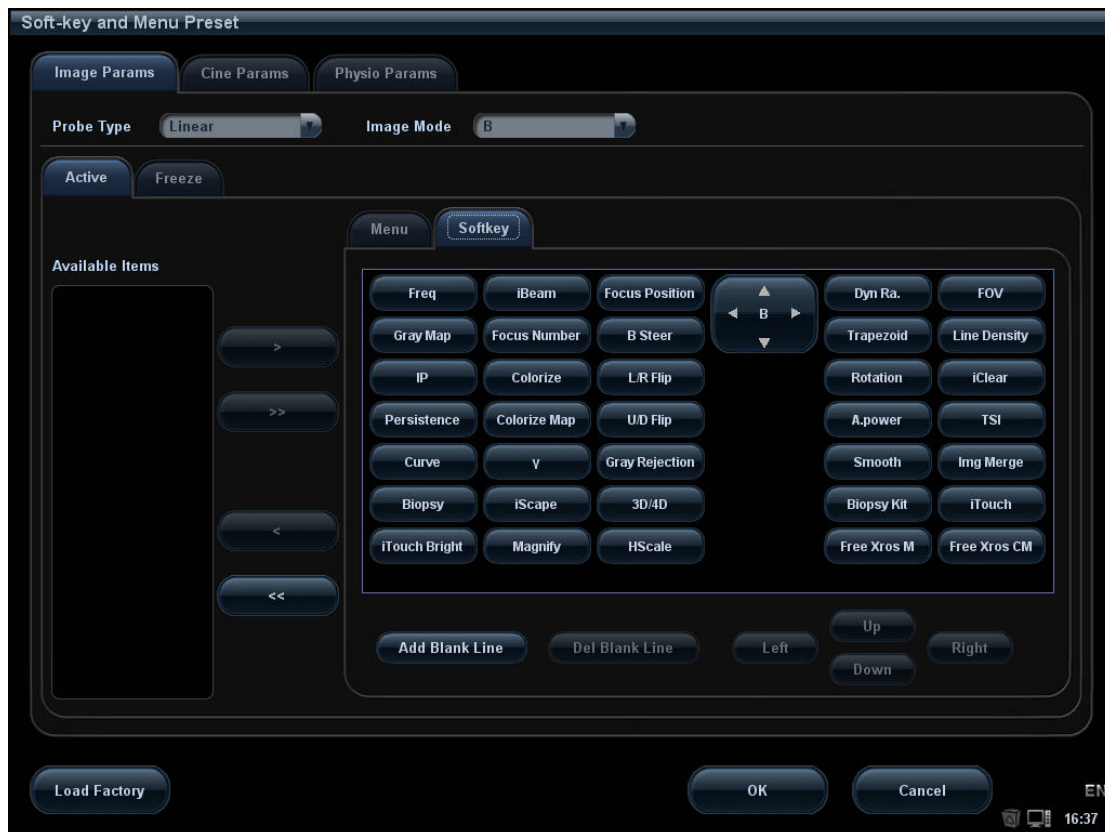 Soft-key and Menu Preset
Image Params Cine Params Physio Params
Probe Type Linear Image Mode B
Active Freeze
Menu Softkey
Available Items
Freq iBeam Focus Position Dyn Ra. FOV
B
Gray Map Focus Number B Steer Trapezoid Line Density
>
IP Colorize L/R Flip Rotation iClear
>>
Persistence Colorize Map U/D Flip A.power TSI
Curve γ Gray Rejection Smooth Img Merge
Biopsy iScape 3D/4D Biopsy Kit iTouch
<
iTouch Bright Magnify HScale Free Xros M Free Xros CM
<<
Up
Add Blank Line Del Blank Line Left Right
Down
Load Factory OK Cancel EN
16:37